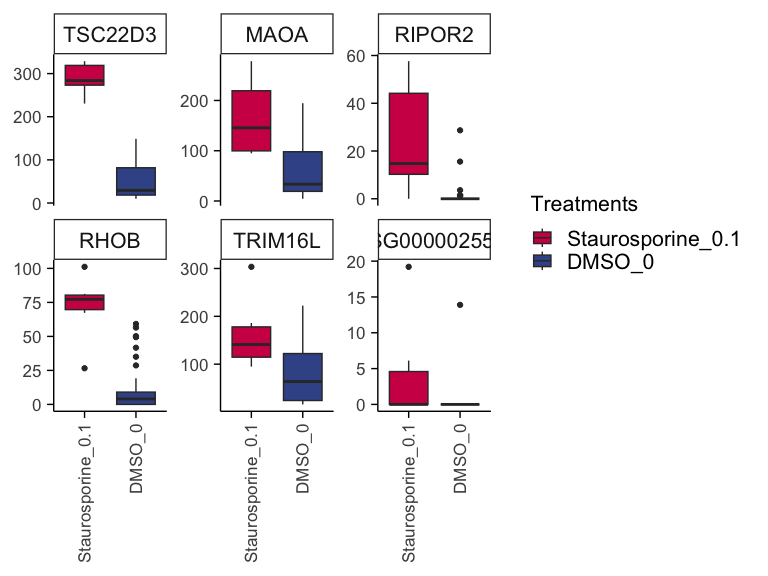 TSC22D3 MAOA RIPOR2
300
200
100
0
200
100
0
60
40
20
0
RHOB TRIM16L SG00000255
100
75
50
25
0
300
200
100
20
15
10
5
0
Staurosporine_0.1
DMSO_0
Staurosporine_0.1
DMSO_0
Staurosporine_0.1
DMSO_0
Treatments
Staurosporine_0.1
DMSO_0